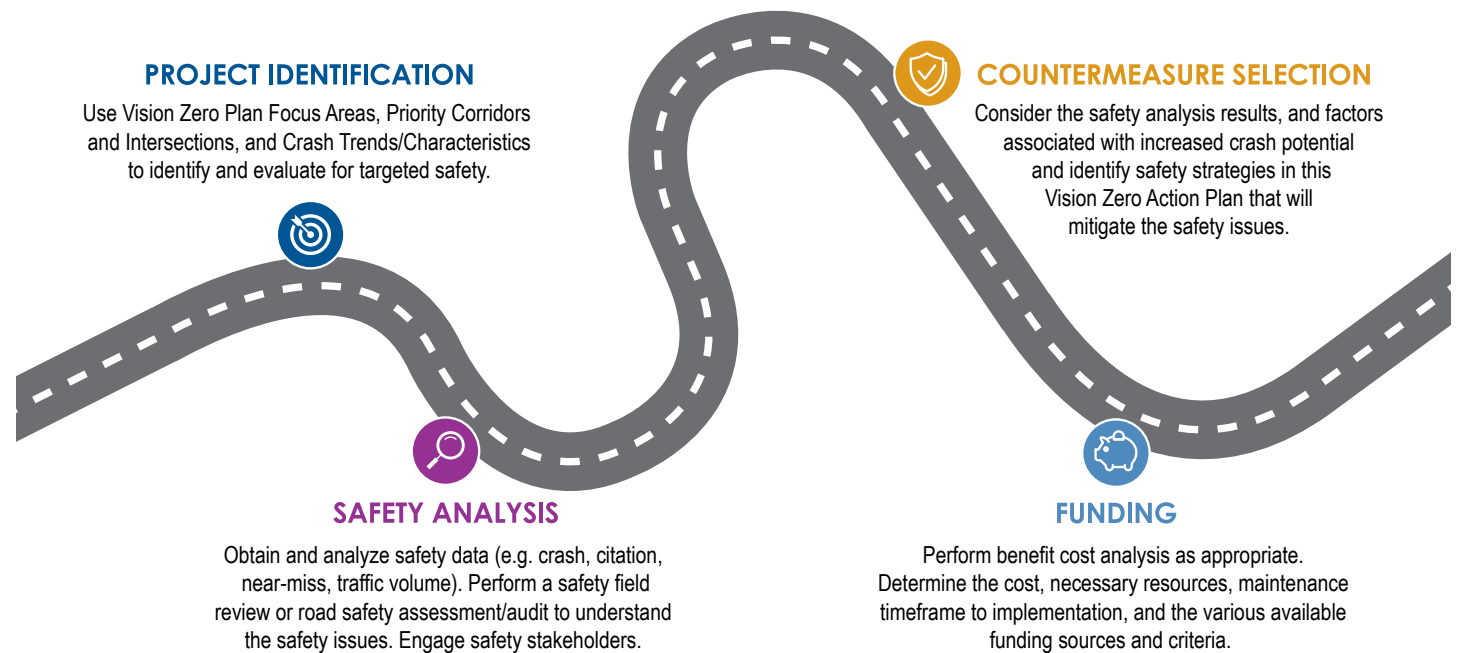 PROJECT IDENTIFICATION
Use Vision Zero Plan Focus Areas, Priority Corridors
and Intersections, and Crash Trends/Characteristics
to identify and evaluate for targeted safety.
SAFETY ANALYSIS
Obtain and analyze safety data (e.g. crash, citation,
near-miss, traffic volume). Perform a safety field
review or road safety assessment/audit to understand
the safety issues. Engage safety stakeholders.
COUNTERMEASURE SELECTION
Consider the safety analysis results, and factors
associated with increased crash potential
and identify safety strategies in this
Vision Zero Action Plan that will
mitigate the safety issues.
FUNDING
Perform benefit cost analysis as appropriate.
Determine the cost, necessary resources, maintenance
timeframe to implementation, and the various available
funding sources and criteria.